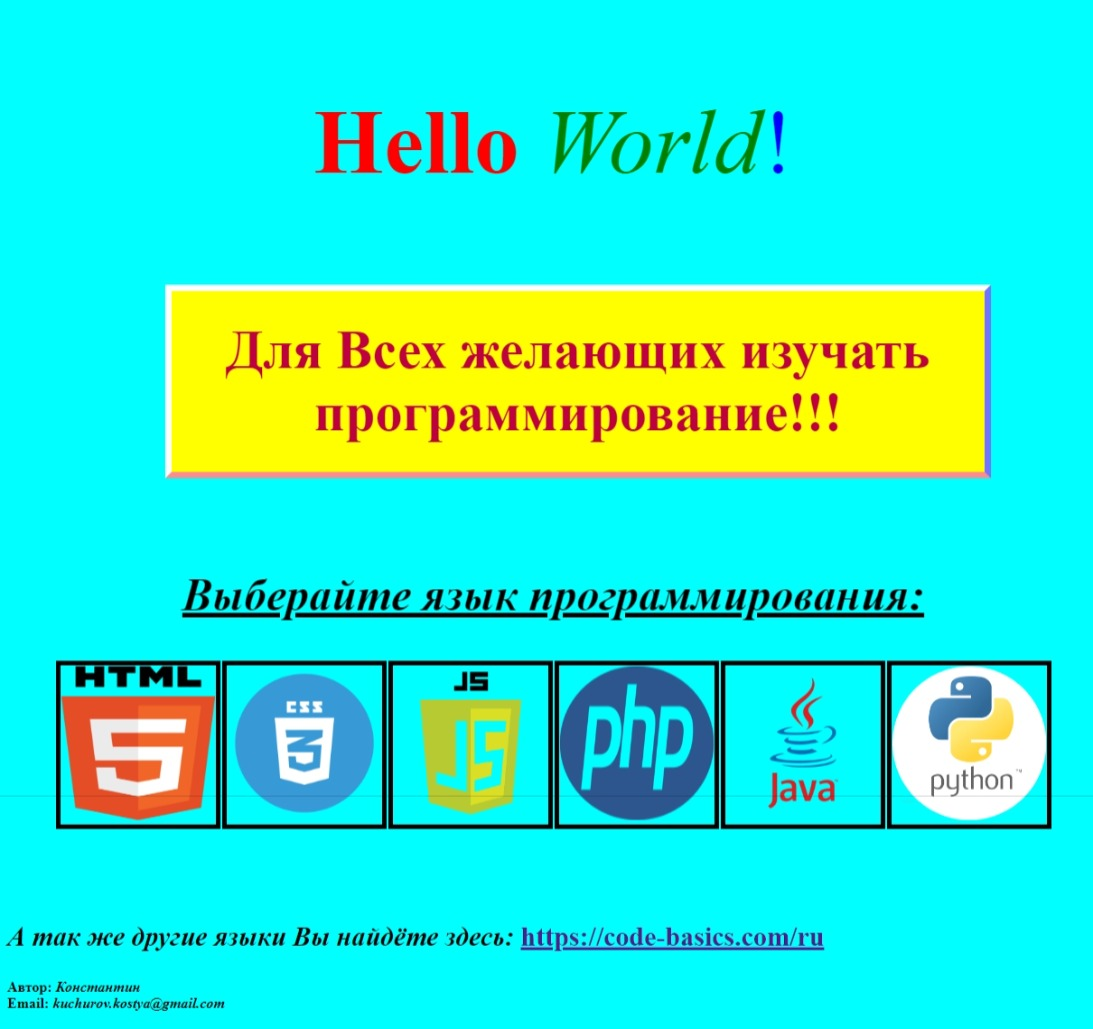 Hello World!
Для Всех желающих изучать
программирование!!!
Выберайте язык программирования:
HTML
5
CSS
3
JS
JS
php
Java
python™
А так же другие языки Вы найдёте здесь: https://code-basics.com/ru
Автор: Константин
Email: kuchurov.kostya@gmail.com